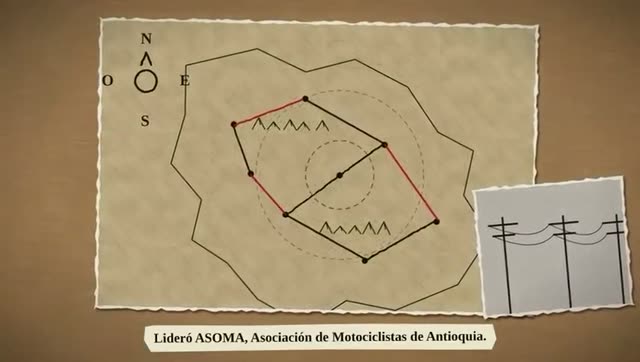 N
O E
S
Lideró ASOMA, Asociación de Motociclistas de Antioquia.